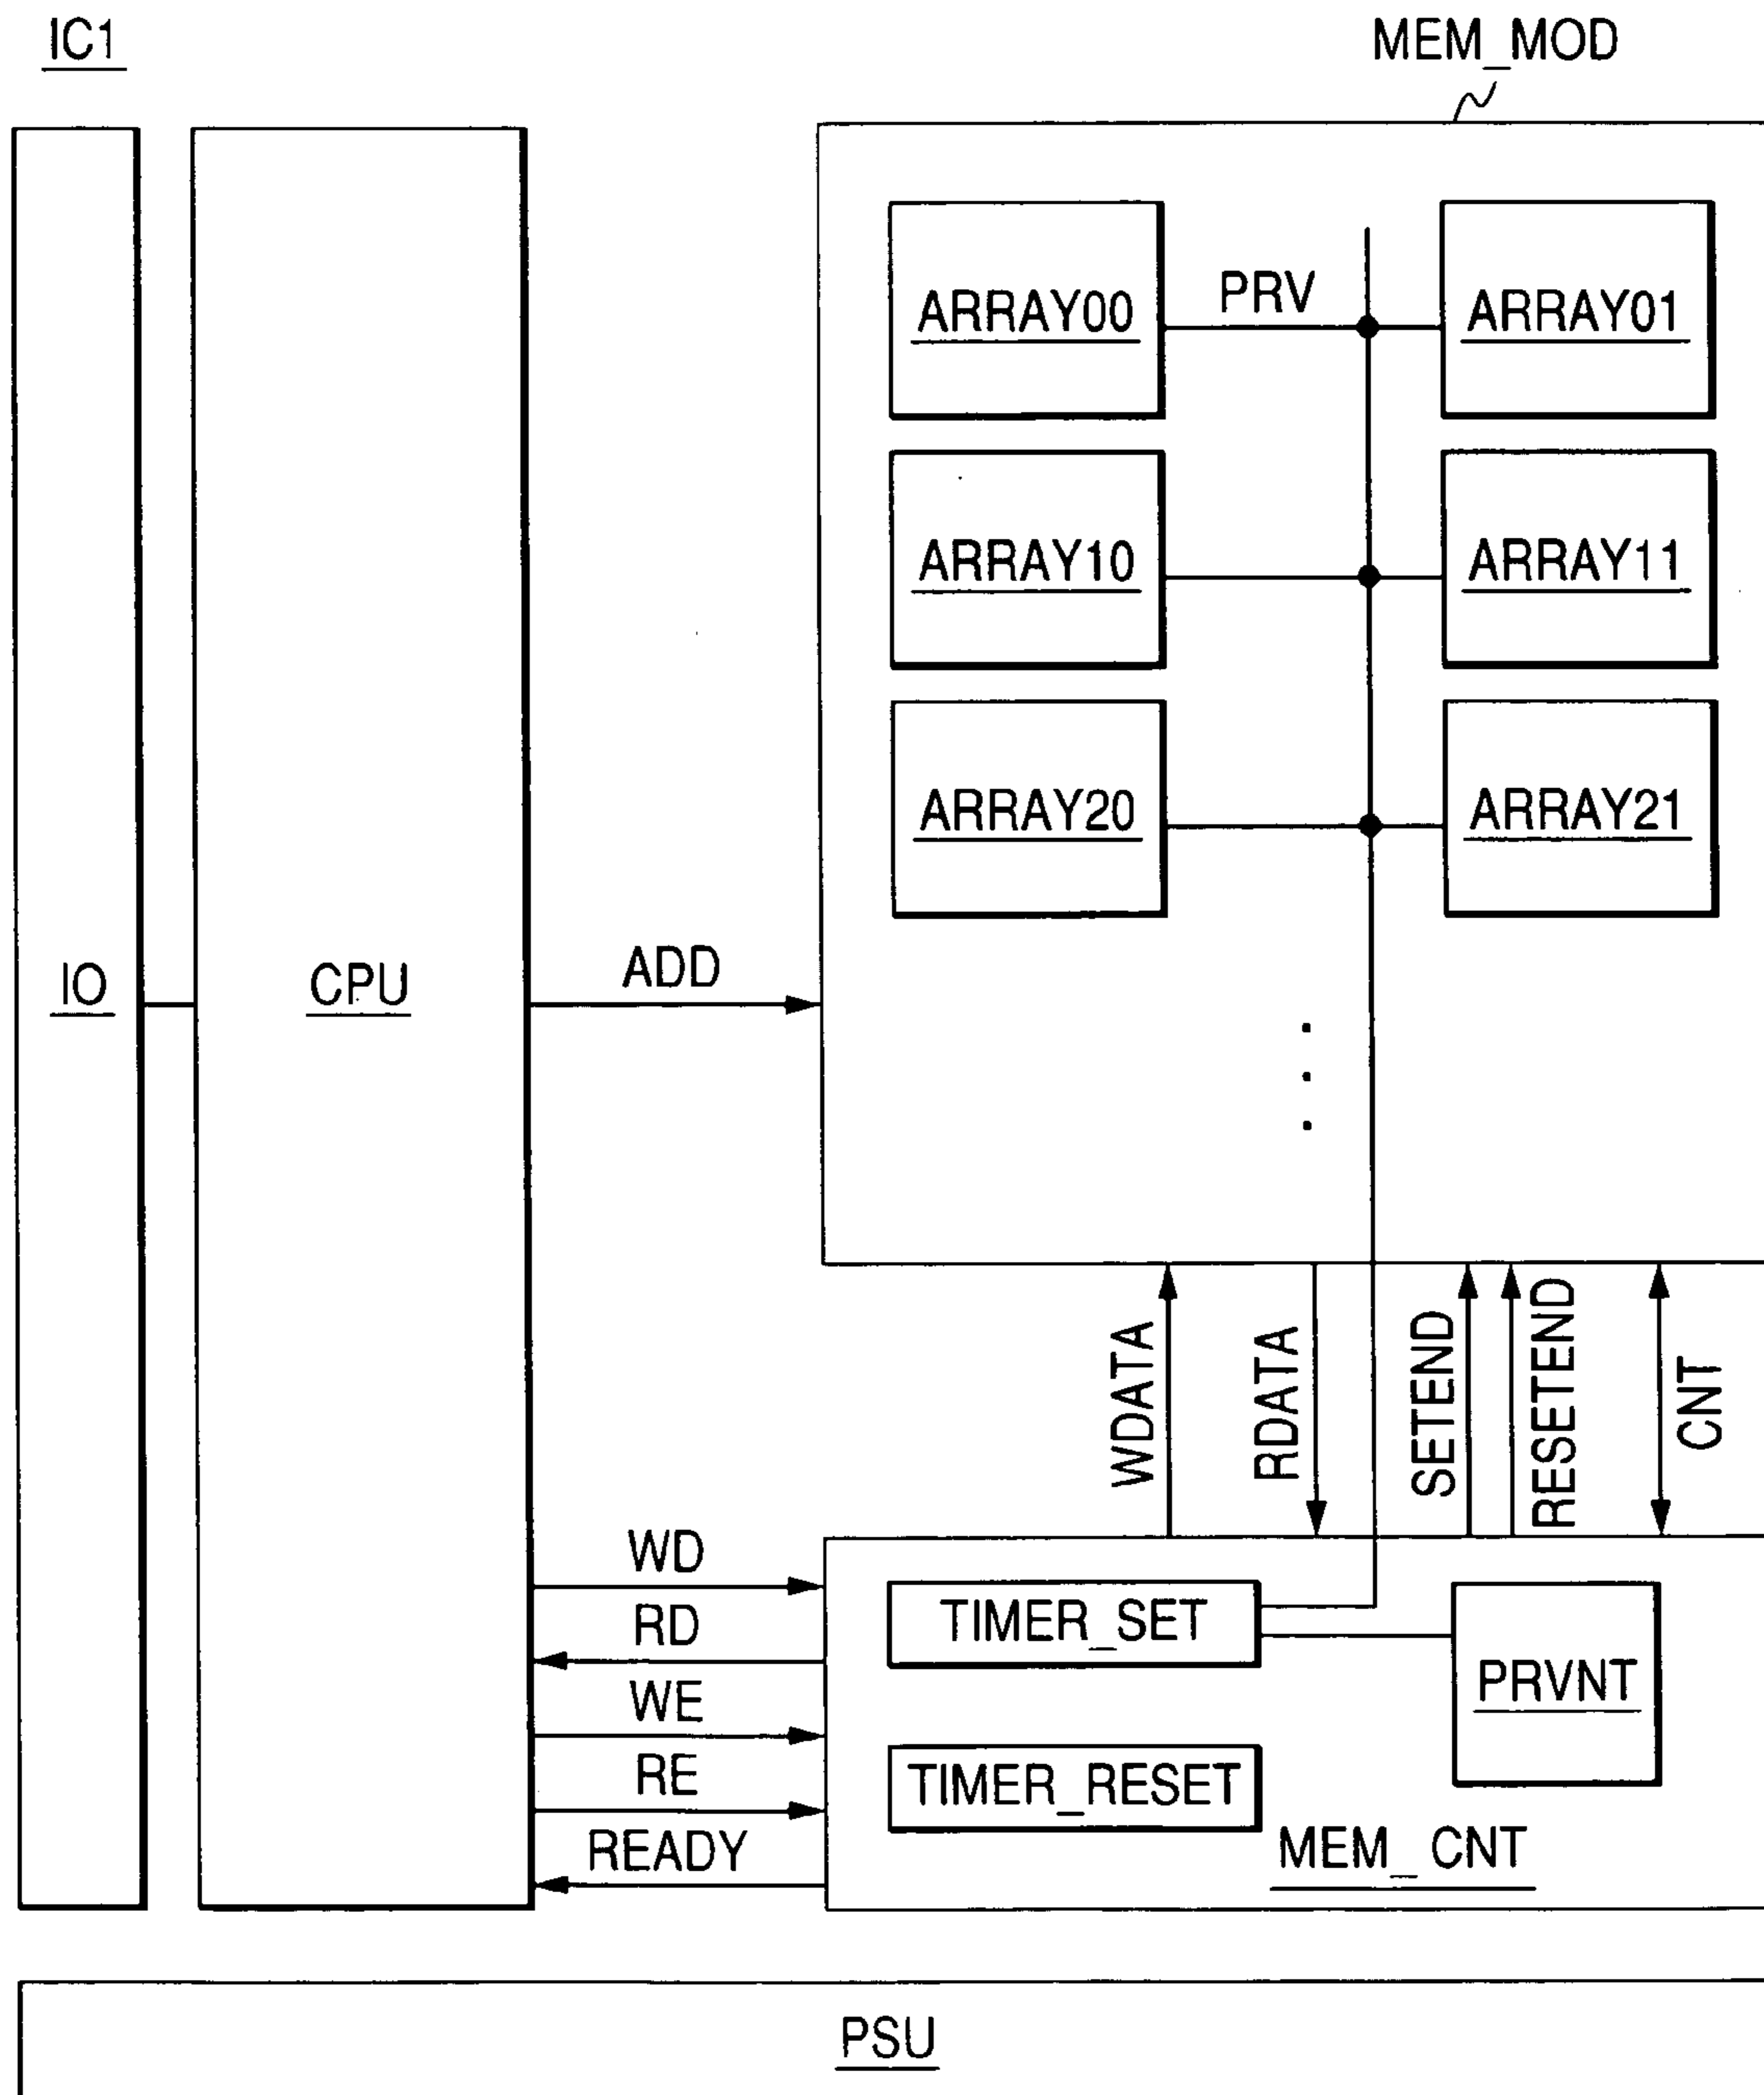 IC1
MEM_MOD
ARRAY00
PRV
ARRAY01
ARRAY10
ARRAY11
ARRAY20
ARRAY21
IO
CPU
ADD
WDATA
RDATA
SETEND
RESETEND
CNT
WD
RD
WE
RE
READY
TIMER_SET
PRVNT
TIMER_RESET
MEM_CNT
PSU